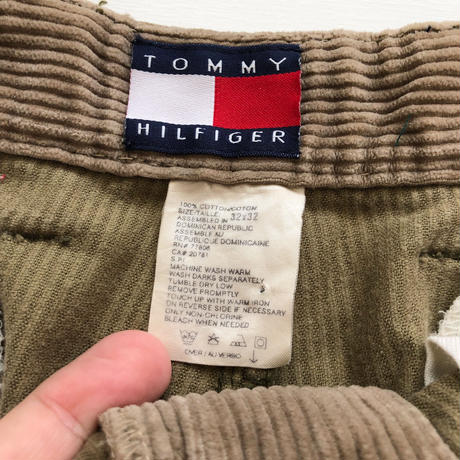 TOMMY
HILFIGER
100% COTTON/COTON
SIZE/TAILLE: 32x32
ASSEMBLED IN
DOMINICAN REPUBLIC
ASSEMBLE AU
REPUBLIQUE DOMINICAINE
RN# 77806
CA# 20781
S.P.I.
MACHINE WASH WARM
WASH DARKS SEPARATELY
TUMBLE DRY LOW
REMOVE PROMPTLY
TOUCH UP WITH WARM IRON
ON REVERSE SIDE IF NECESSARY
ONLY NON-CHLORINE
BLEACH WHEN NEEDED
OVER/AU VERSO